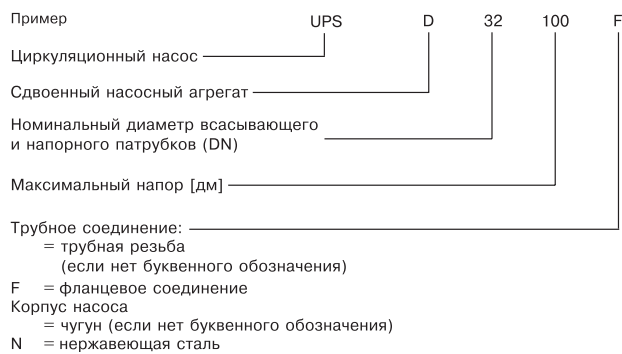 Пример UPS D 32 100 F
Циркуляционный насос
Сдвоенный насосный агрегат
Номинальный диаметр всасывающего
и напорного патрубков (DN)
Максимальный напор [дм]
Трубное соединение:
= трубная резьба
(если нет буквенного обозначения)
F = фланцевое соединение
Корпус насоса
= чугун (если нет буквенного обозначения)
N = нержавеющая сталь